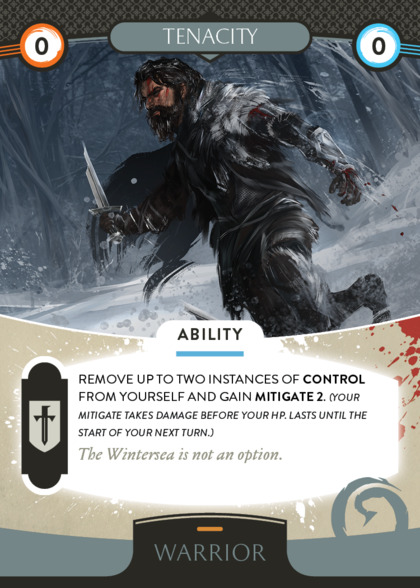 TENACITY
0
0
ABILITY
REMOVE UP TO TWO INSTANCES OF CONTROL
FROM YOURSELF AND GAIN MITIGATE 2. (YOUR
MITIGATE TAKES DAMAGE BEFORE YOUR HP. LASTS UNTIL THE
START OF YOUR NEXT TURN.)
The Wintersea is not an option.
WARRIOR